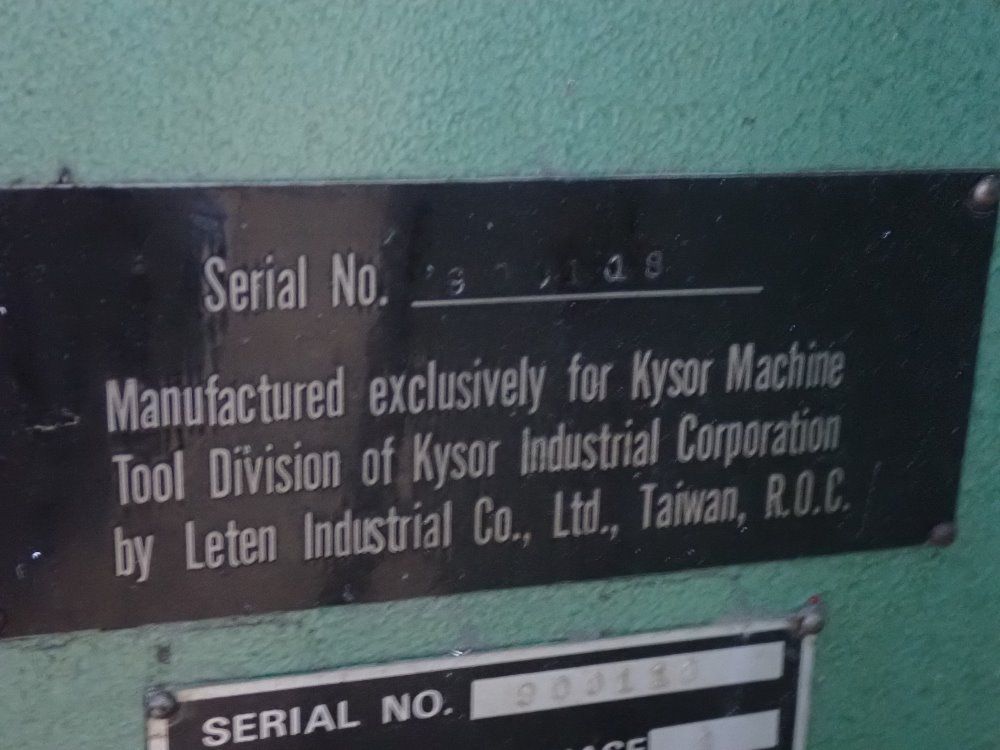 Serial No.
Manufactured exclusively for Kysor Machine
Tool Division of Kysor Industrial Corporation
by Leten Industrial Co., Ltd., Taiwan, R.O.C.
SERIAL NO.